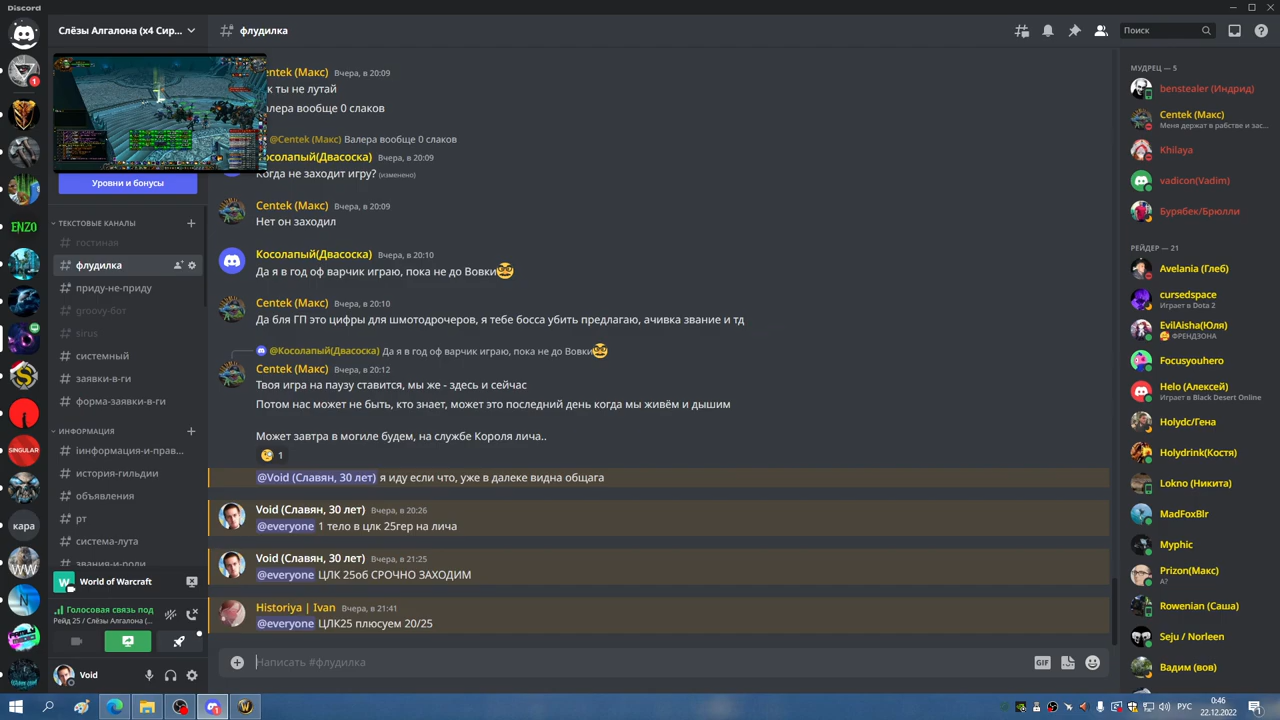 Discord
Слёзы Алгалона (x4 Сир...
флудилка
Поиск
Уровни и бонусы
ТЕКСТОВЫЕ КАНАЛЫ
гостиная
флудилка
приду-не-приду
groovy-бот
sirus
системный
заявки-в-ги
форма-заявки-в-ги
ИНФОРМАЦИЯ
информация-и-прав...
история-гильдии
объявления
рт
система-лута
звания-и-роли
World of Warcraft
Голосовая связь под
Рейд 25 / Слёзы Алгалона (...
Void
1
ENZO
SINGULAR
кара
entek (Макс) Вчера, в 20:09
к ты не лутай
алера вообще 0 слаков
@Centek (Макс) Валера вообще 0 слаков
осолапый(Двасоска) Вчера, в 20:09
Когда не заходит игру? (изменено)
Centek (Макс) Вчера, в 20:09
Нет он заходил
Косолапый(Двасоска) Вчера, в 20:10
Да я в год оф варчик играю, пока не до Вовки
Centek (Макс) Вчера, в 20:10
Да бля ГП это цифры для шмотодрочеров, я тебе босса убить предлагаю, ачивка звание и тд
@Косолапый(Двасоска) Да я в год оф варчик играю, пока не до Вовки
Centek (Макс) Вчера, в 20:12
Твоя игра на паузу ставится, мы же - здесь и сейчас
Потом нас может не быть, кто знает, может это последний день когда мы живём и дышим
Может завтра в могиле будем, на службе Короля лича..
1
@Void (Славян, 30 лет) я иду если что, уже в далеке видна общага
Void (Славян, 30 лет) Вчера, в 20:26
@everyone 1 тело в цлк 25гер на лича
Void (Славян, 30 лет) Вчера, в 21:25
@everyone ЦЛК 25об СРОЧНО ЗАХОДИМ
Historiya | Ivan Вчера, в 21:41
@everyone ЦЛК25 плюсуем 20/25
Написать #флудилка
GIF
МУДРЕЦ — 5
benstealer (Индрид)
Centek (Макс)
Меня держат в рабстве и зас...
Khilaya
vadicon(Vadim)
Бурябек/Брюлли
РЕЙДЕР — 21
Avelania (Глеб)
cursedspace
Играет в Dota 2
EvilAisha(Юля)
ФРЕНДЗОНА
Focusyouhero
Helo (Алексей)
Играет в Black Desert Online
Holydc/Гена
Holydrink(Костя)
Lokno (Никита)
MadFoxBlr
Myphic
Prizon(Макс)
А?
Rowenian (Саша)
Seju / Norleen
Вадим (вов)
РУС
0:46
22.12.2022